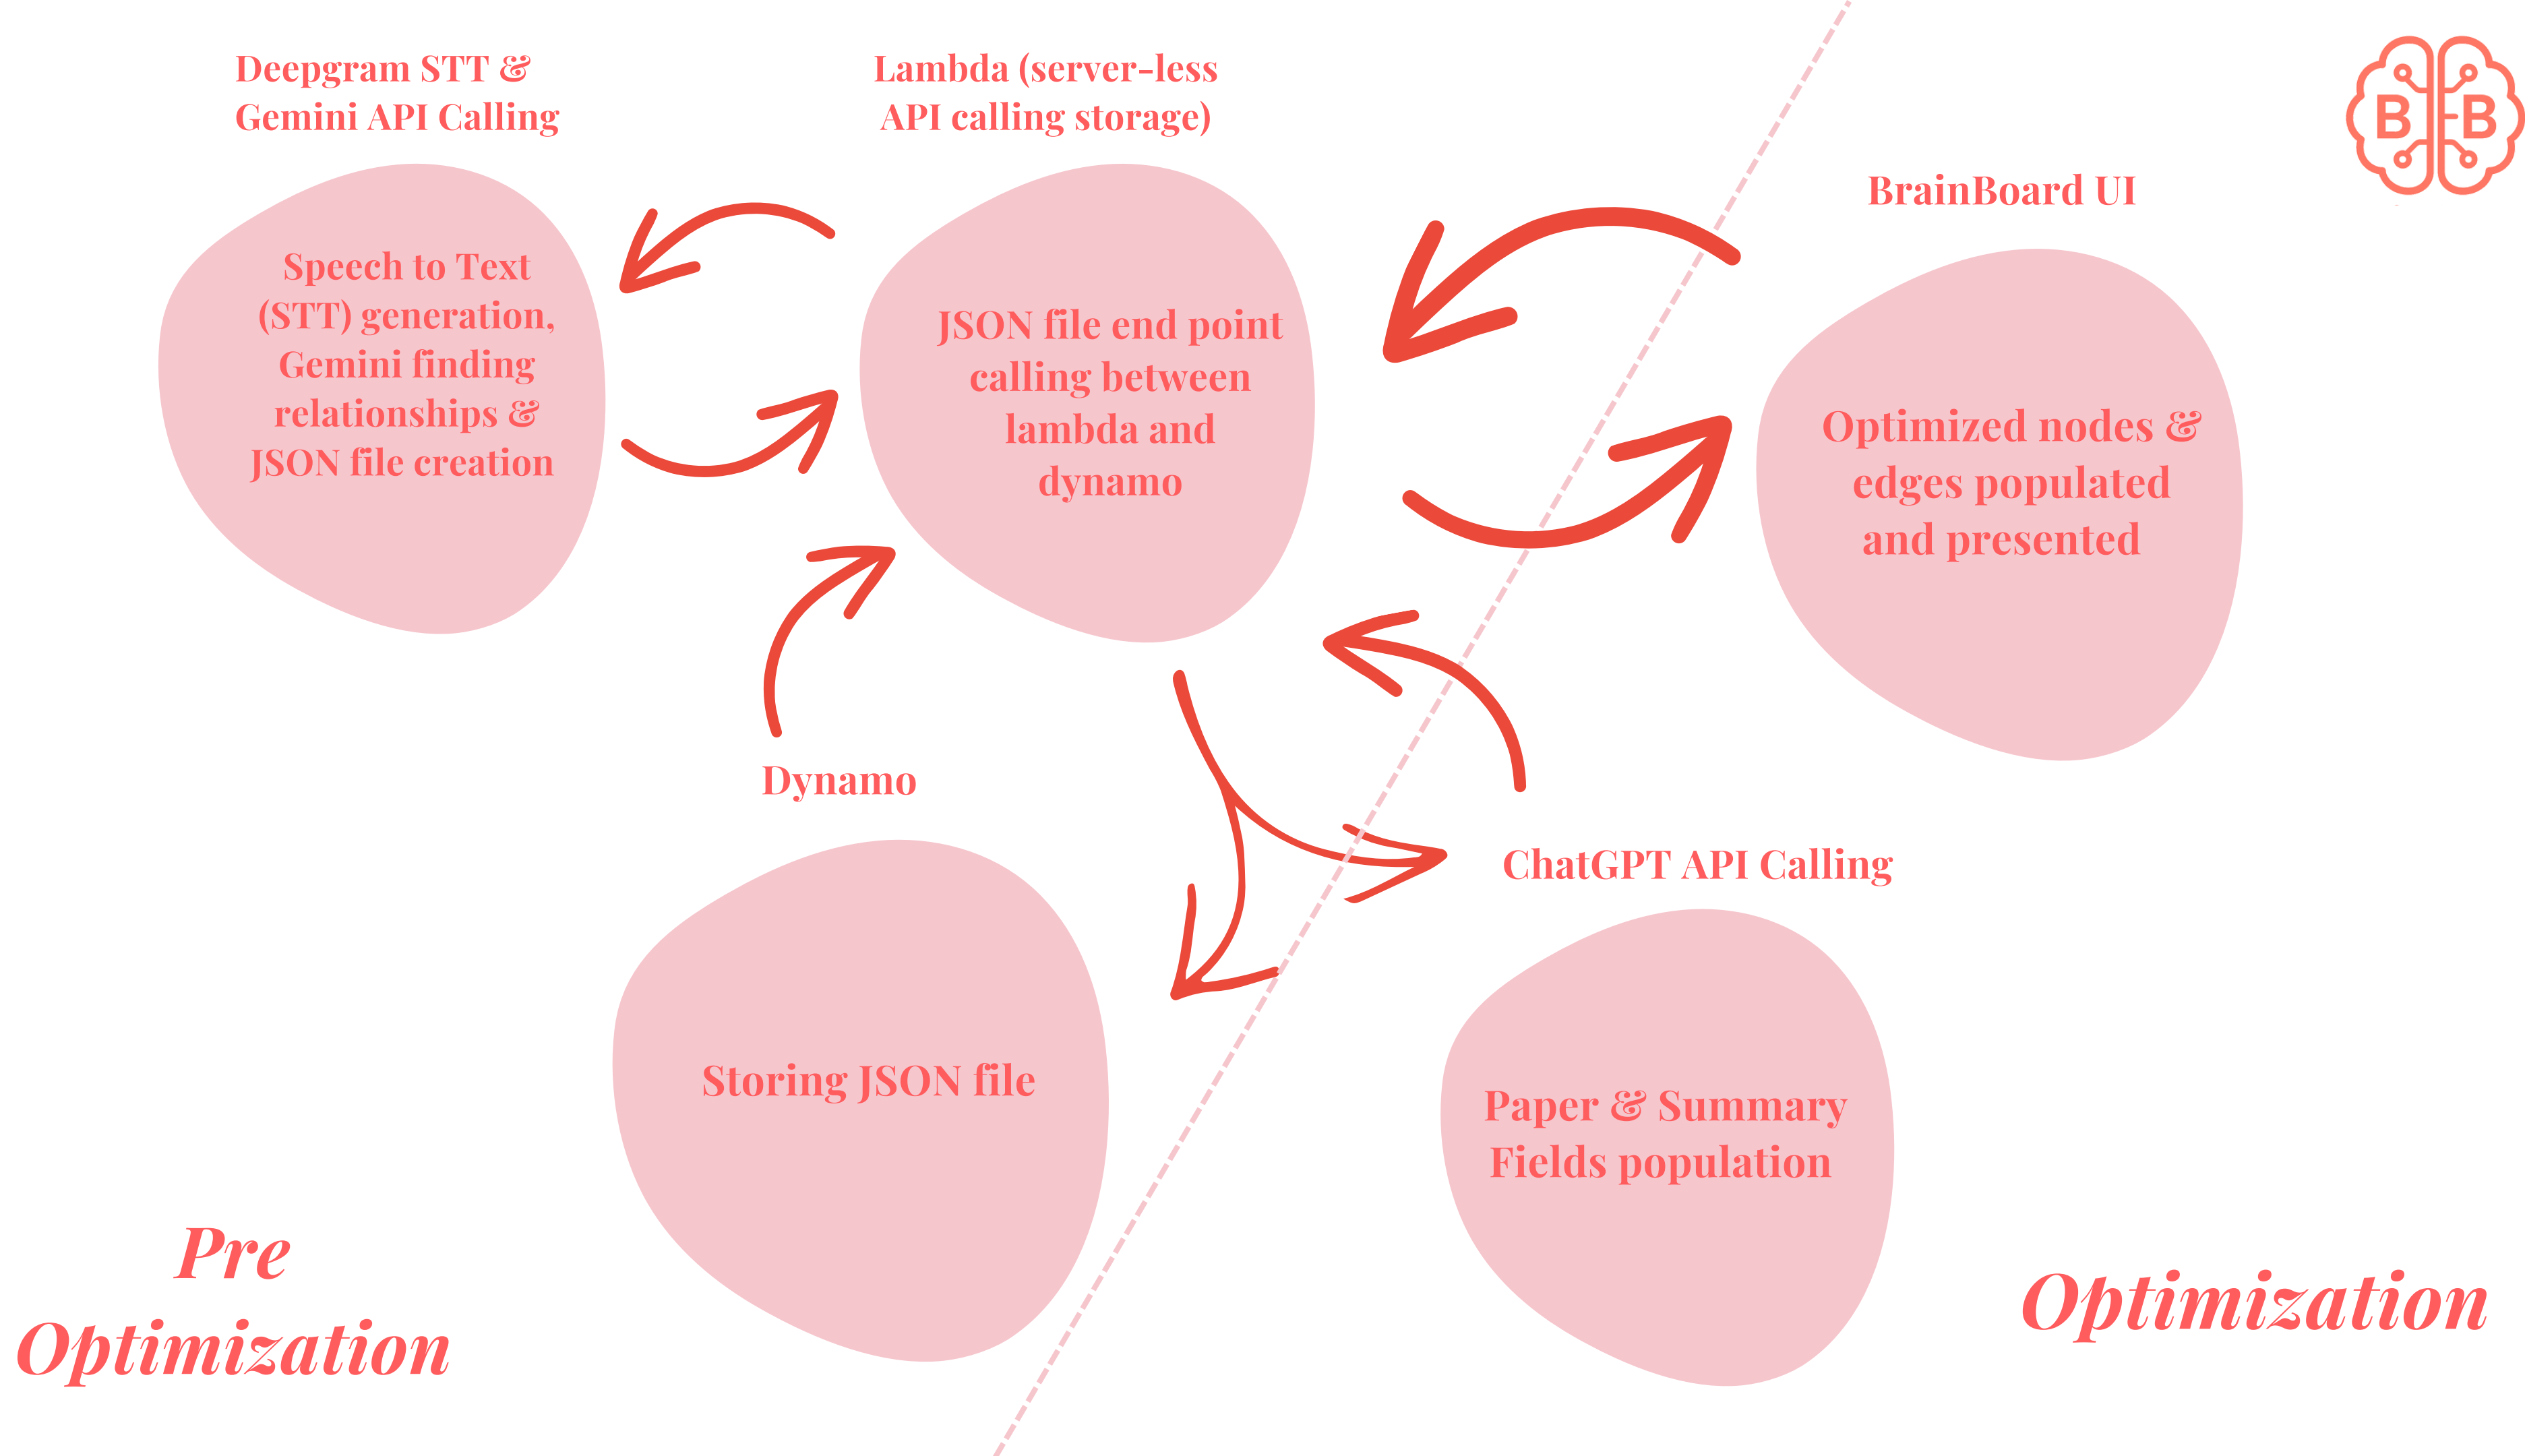 Deepgram STT &
Gemini API Calling
Speech to Text
(STT) generation,
Gemini finding
relationships &
JSON file creation
Lambda (server-less
API calling storage)
JSON file end point
calling between
lambda and
dynamo
B B
BrainBoard UI
Optimized nodes &
edges populated
and presented
Dynamo
Storing JSON file
ChatGPT API Calling
Paper & Summary
Fields population
Pre
Optimization
Optimization